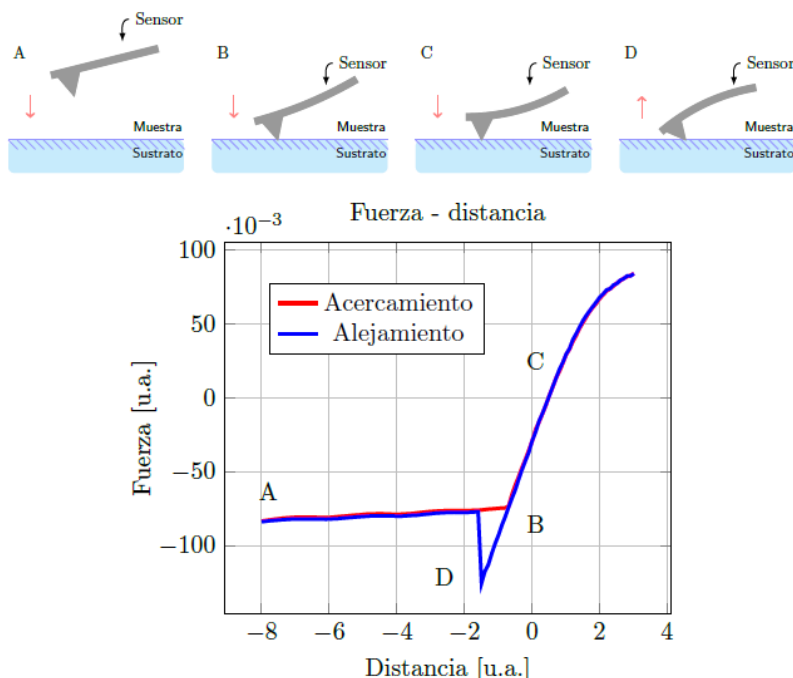 A
Sensor
Muestra
Sustrato
B
Sensor
Muestra
Sustrato
C
Sensor
Muestra
Sustrato
D
Sensor
Muestra
Sustrato
Fuerza - distancia
·10⁻³
100
50
0
−50
−100
Fuerza [u.a.]
Acercamiento
Alejamiento
A
B
C
D
−8 −6 −4 −2 0 2 4
Distancia [u.a.]